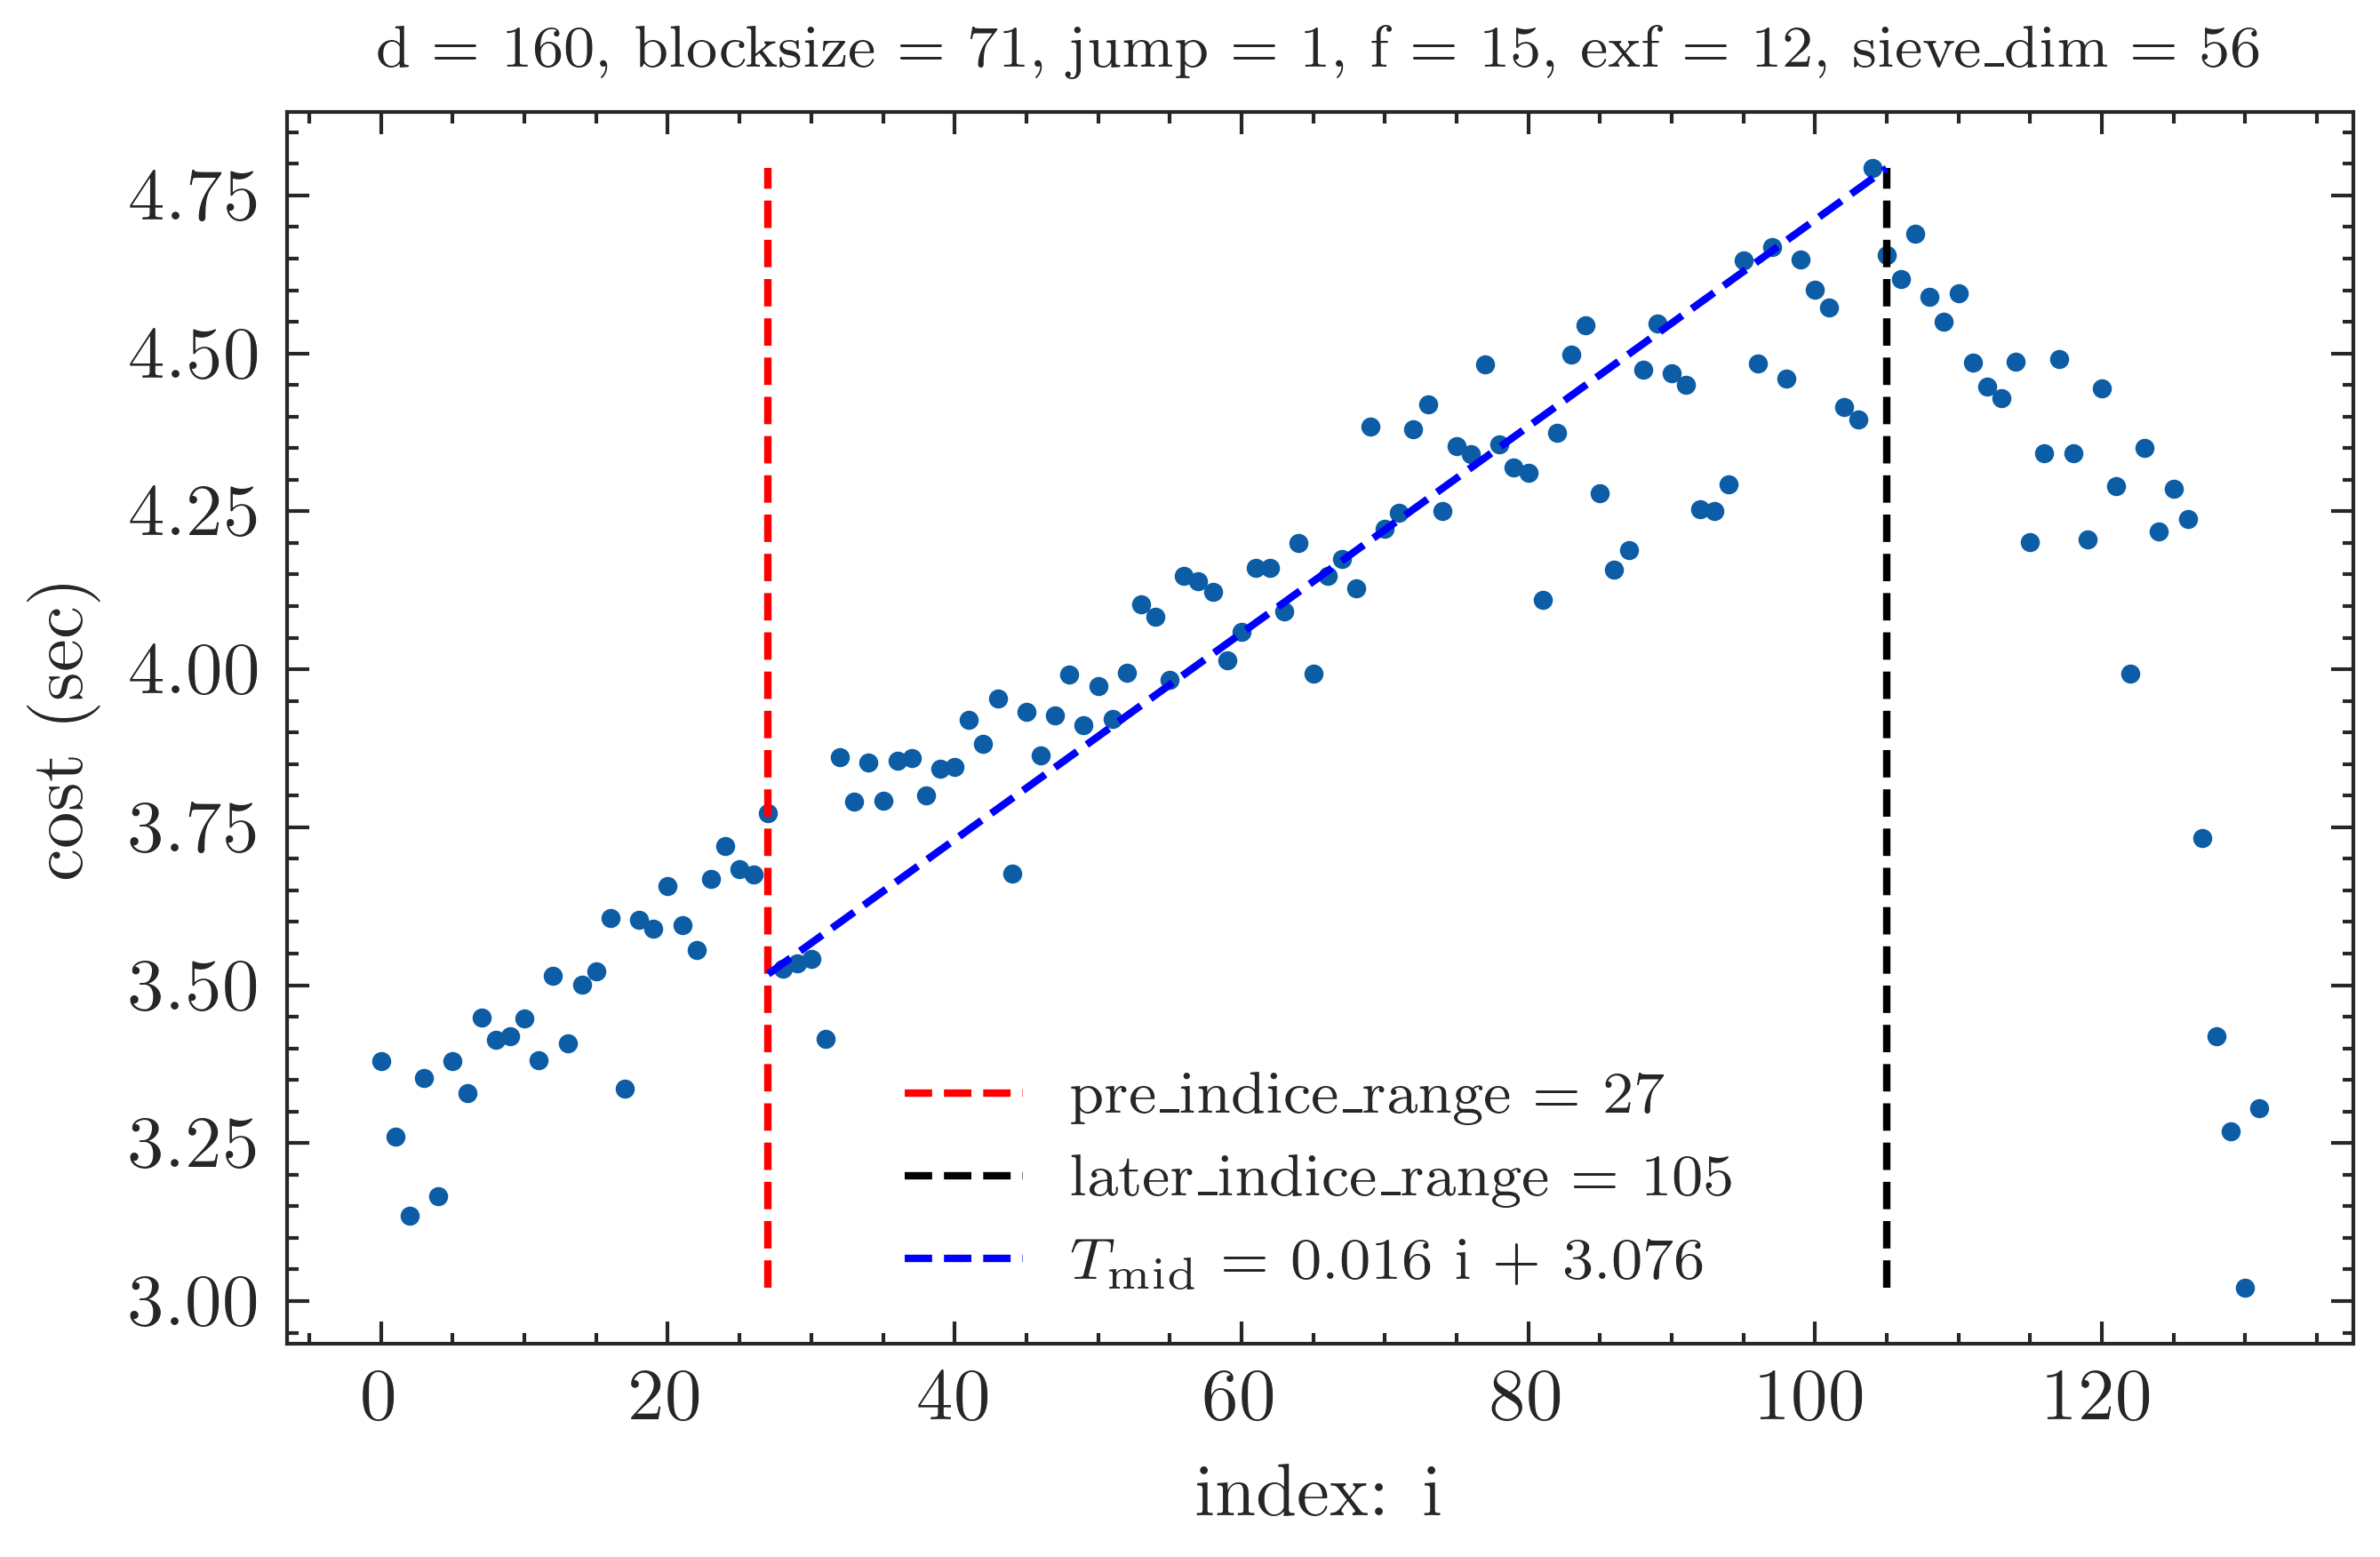 d = 160, blocksize = 71, jump = 1, f = 15, exf = 12, sieve_dim = 56
cost (sec)
4.75
4.50
4.25
4.00
3.75
3.50
3.25
3.00
pre_indice_range = 27
later_indice_range = 105
T_mid = 0.016 i + 3.076
0 20 40 60 80 100 120
index: i